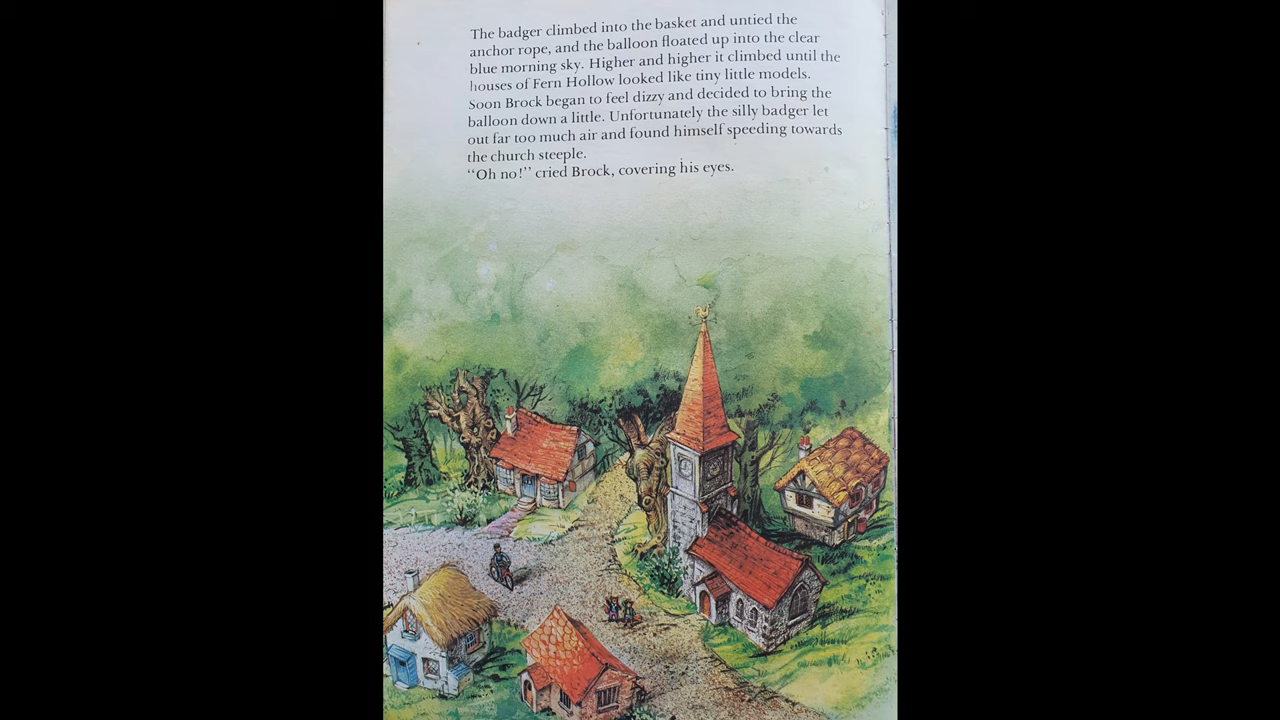 The badger climbed into the basket and untied the
anchor rope, and the balloon floated up into the clear
blue morning sky. Higher and higher it climbed until the
houses of Fern Hollow looked like tiny little models.
Soon Brock began to feel dizzy and decided to bring the
balloon down a little. Unfortunately the silly badger let
out far too much air and found himself speeding towards
the church steeple.
“Oh no!” cried Brock, covering his eyes.